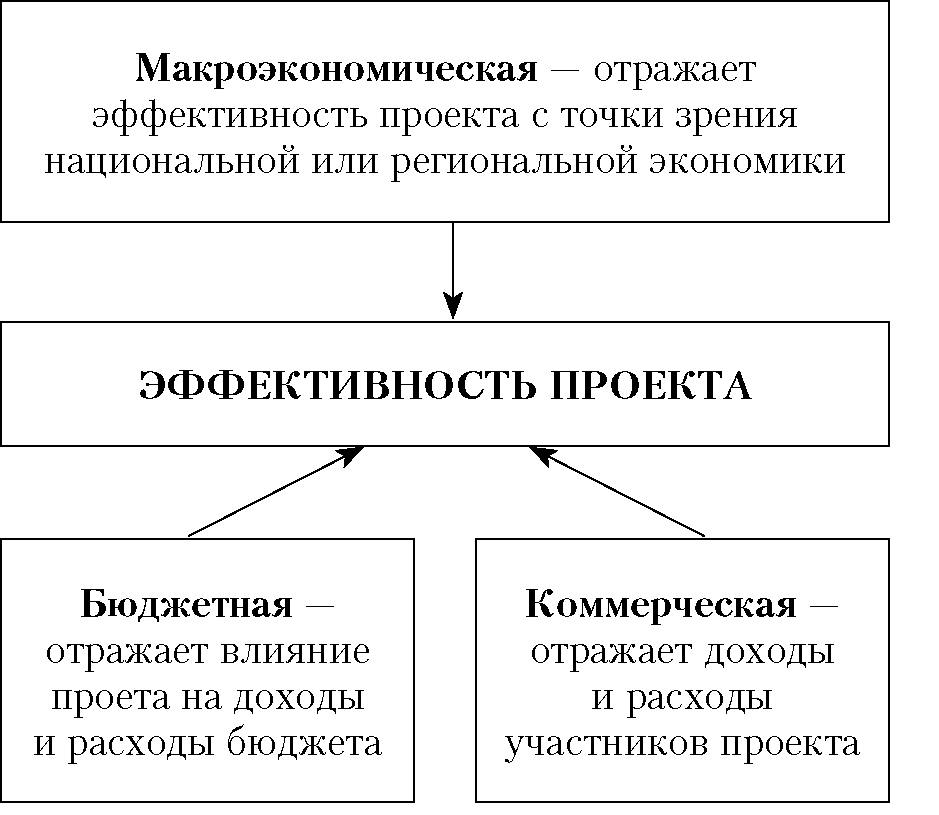 Макроэкономическая — отражает
эффективность проекта с точки зрения
национальной или региональной экономики
ЭФФЕКТИВНОСТЬ ПРОЕКТА
Бюджетная —
отражает влияние
проета на доходы
и расходы бюджета
Коммерческая —
отражает доходы
и расходы
участников проекта